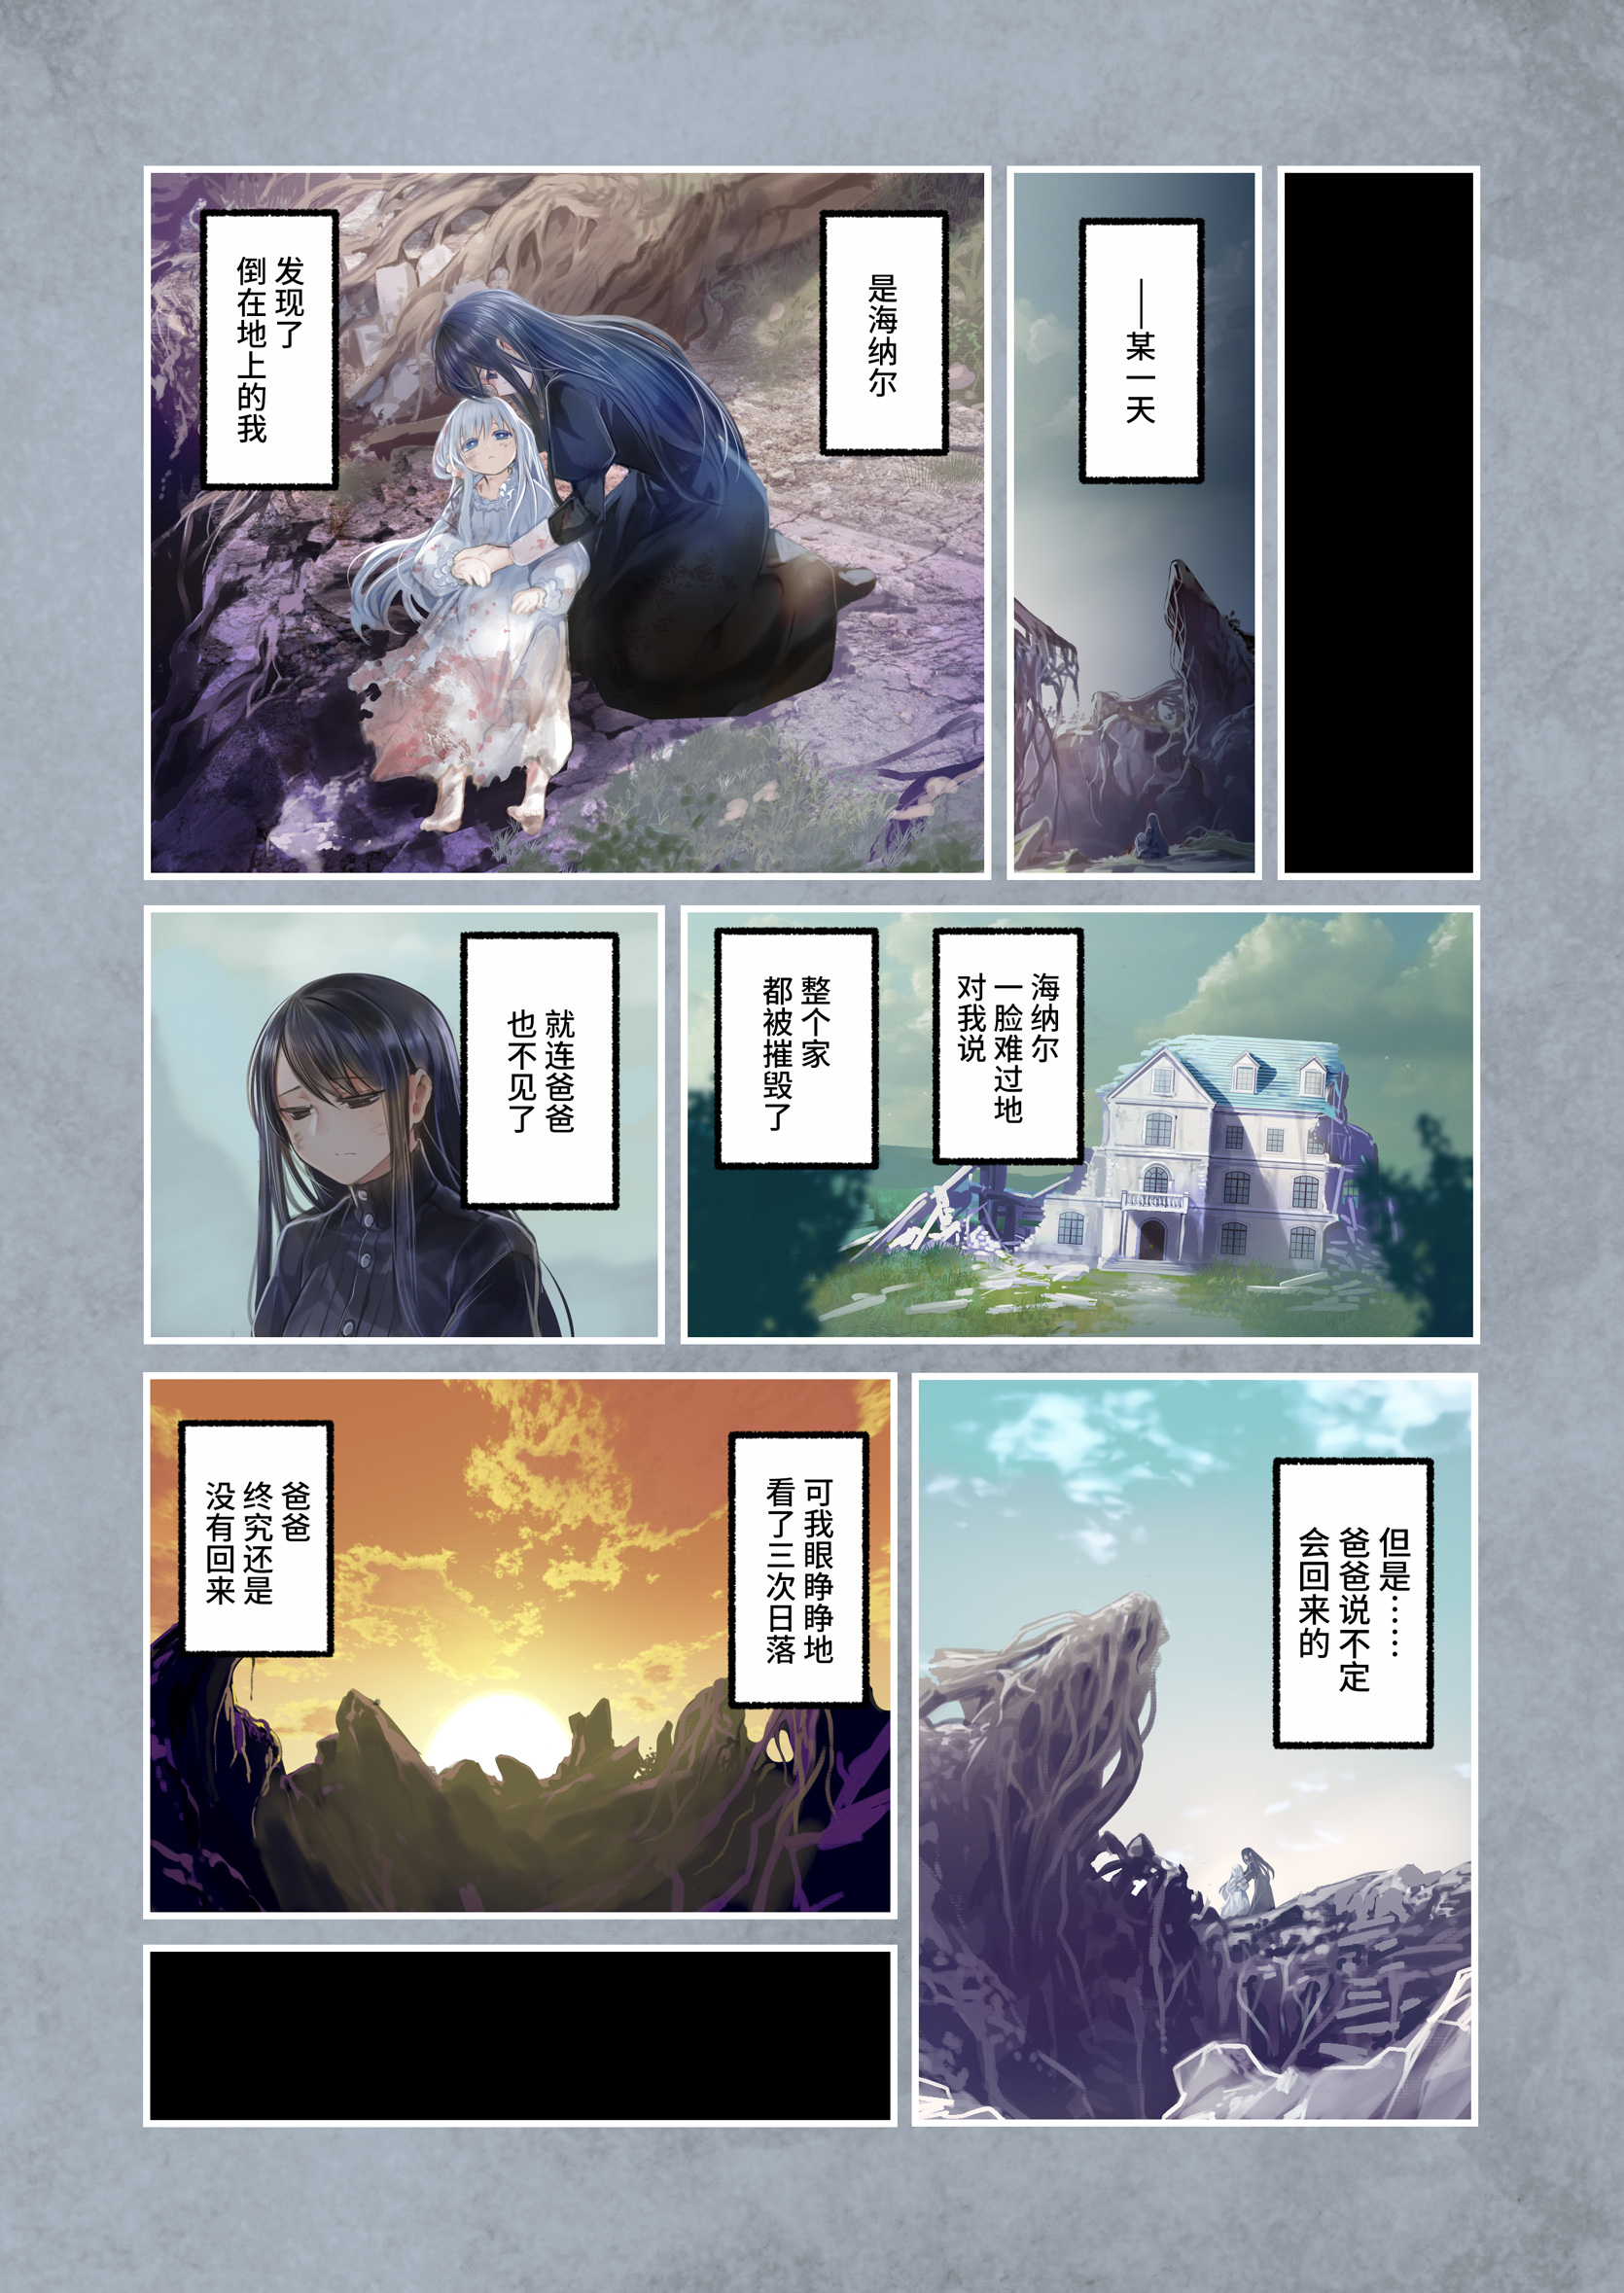 ——某一天
是海纳尔
发现了
倒在地上的我
海纳尔
一脸难过地
对我说
整个家
都被摧毁了
就连爸爸
也不见了
但是……
爸爸说不定
会回来的
可我眼睁睁地
看了三次日落
爸爸
终究还是
没有回来